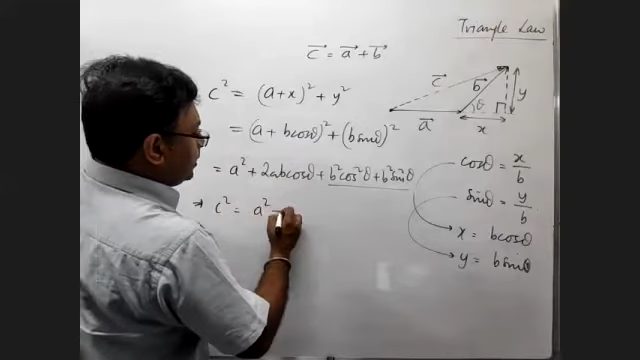 Triangle Law
c⃗ = a⃗ + b⃗
c² = (a+x)² + y²
= (a + bcosθ)² + (bsinθ)²
= a² + 2abcosθ + b²cos²θ + b²sin²θ
⇒ c² = a²
c⃗
b⃗
a⃗
θ
x
y
cosθ = x/b
sinθ = y/b
x = bcosθ
y = bsinθ